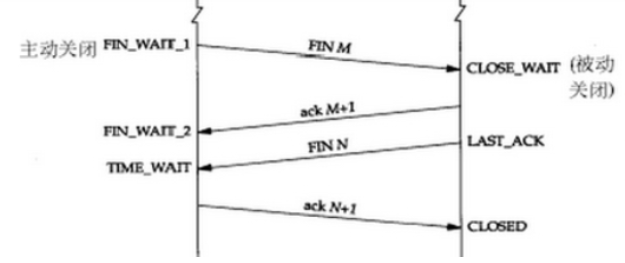 主动关闭 FIN_WAIT_1
FIN M
CLOSE_WAIT (被动
关闭)
ack M+1
FIN_WAIT_2
FIN N
LAST_ACK
TIME_WAIT
ack N+1
CLOSED